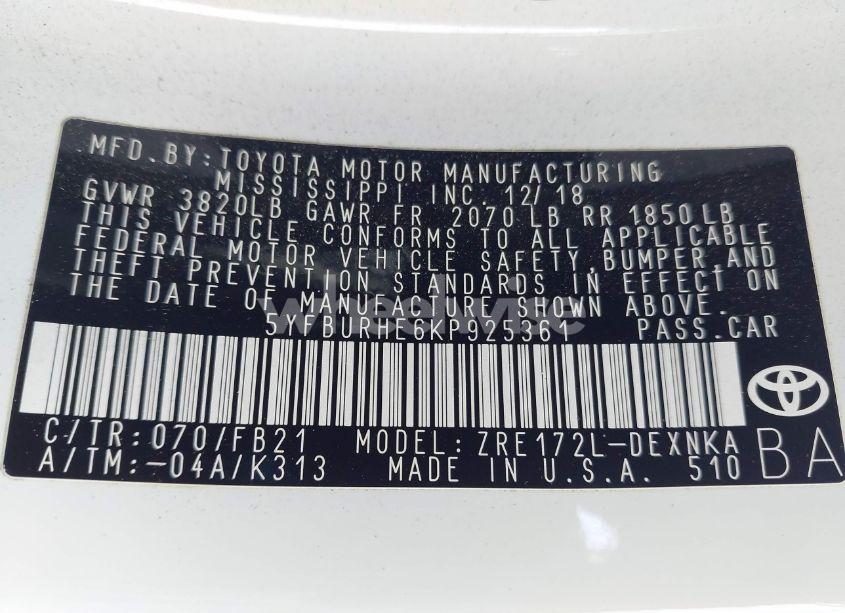 MFD.BY:TOYOTA MOTOR MANUFACTURING
MISSISSIPPI INC. 12/18
GVWR 3820LB GAWR FR 2070 LB RR 1850 LB
THIS VEHICLE CONFORMS TO ALL APPLICABLE
FEDERAL MOTOR VEHICLE SAFETY,BUMPER,AND
THEFT PREVENTION STANDARDS IN EFFECT ON
THE DATE O MANUFACTURE SHOWN ABOVE.
5YFBURHE6KP925361 PASS.CAR
C/TR:070/FB21 MODEL:ZRE172L-DEXNKA
A/TM:-04A/K313 MADE IN U.S.A. 510 BA